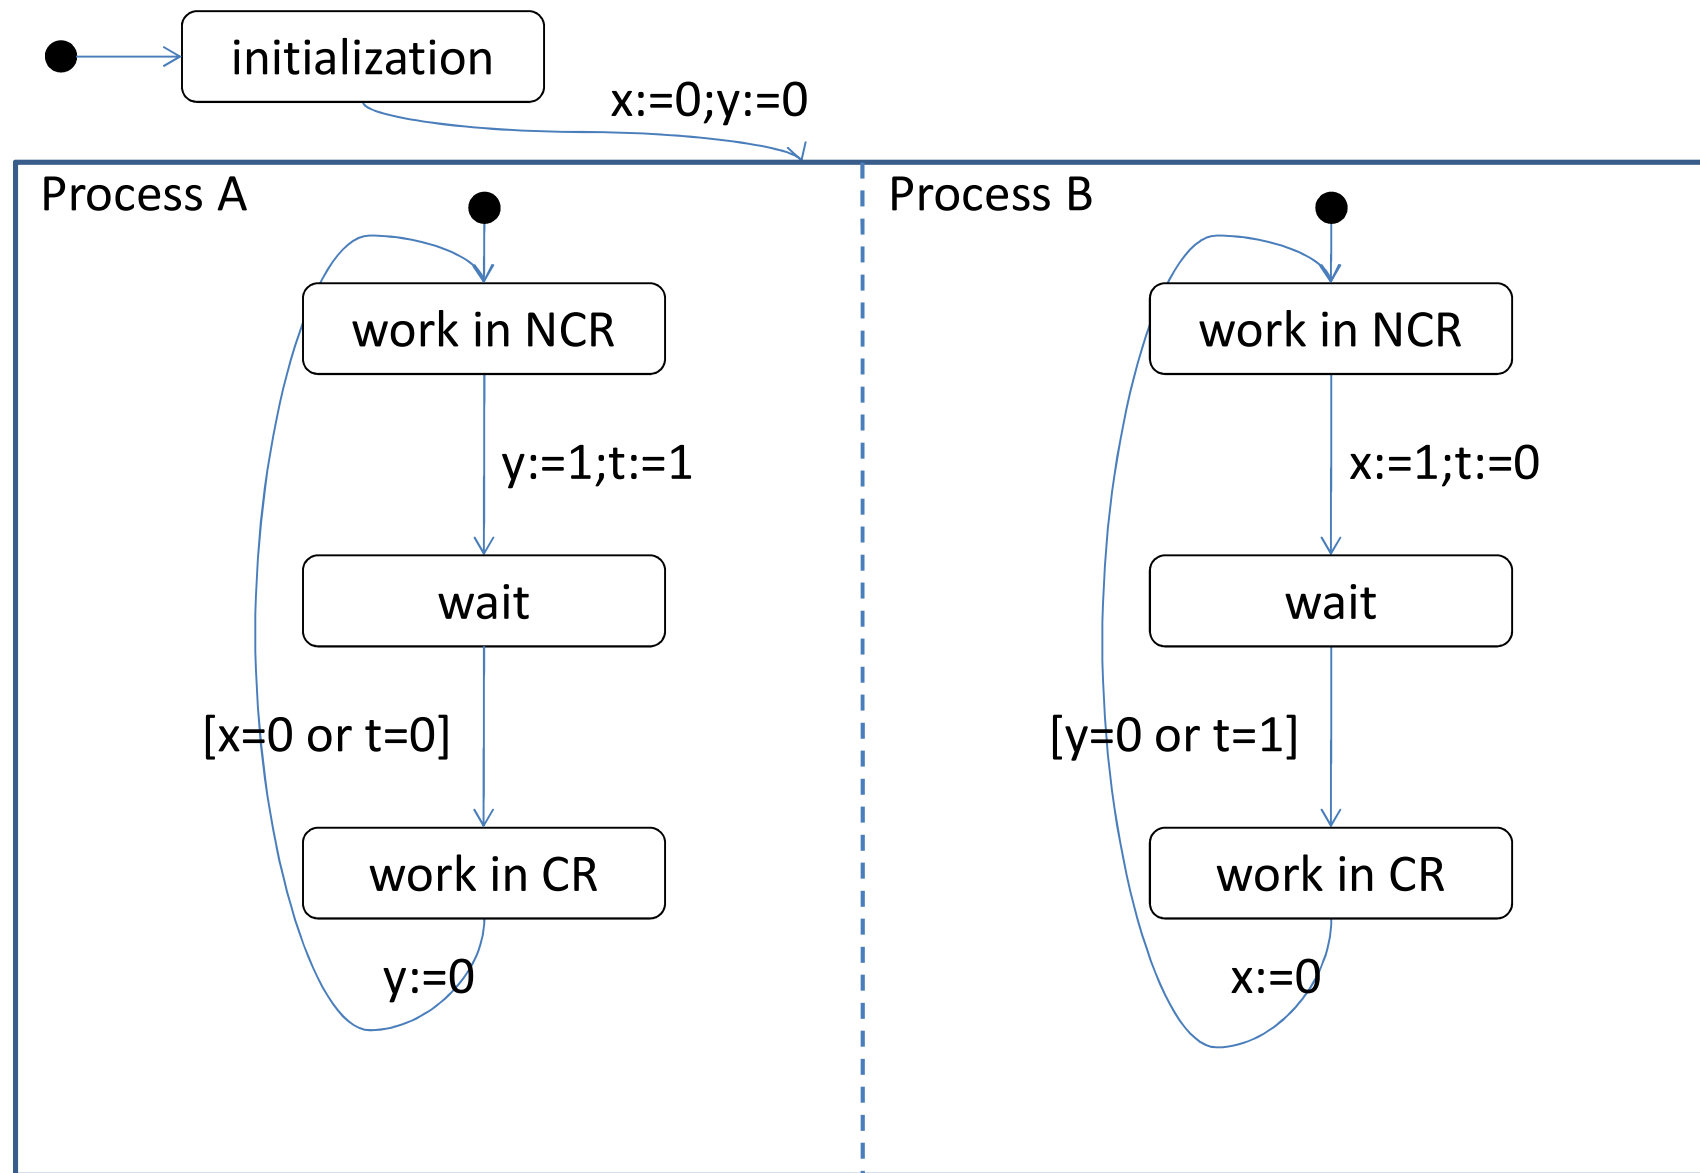 initialization
x:=0;y:=0
Process A
work in NCR
y:=1;t:=1
wait
[x=0 or t=0]
work in CR
y:=0
Process B
work in NCR
x:=1;t:=0
wait
[y=0 or t=1]
work in CR
x:=0